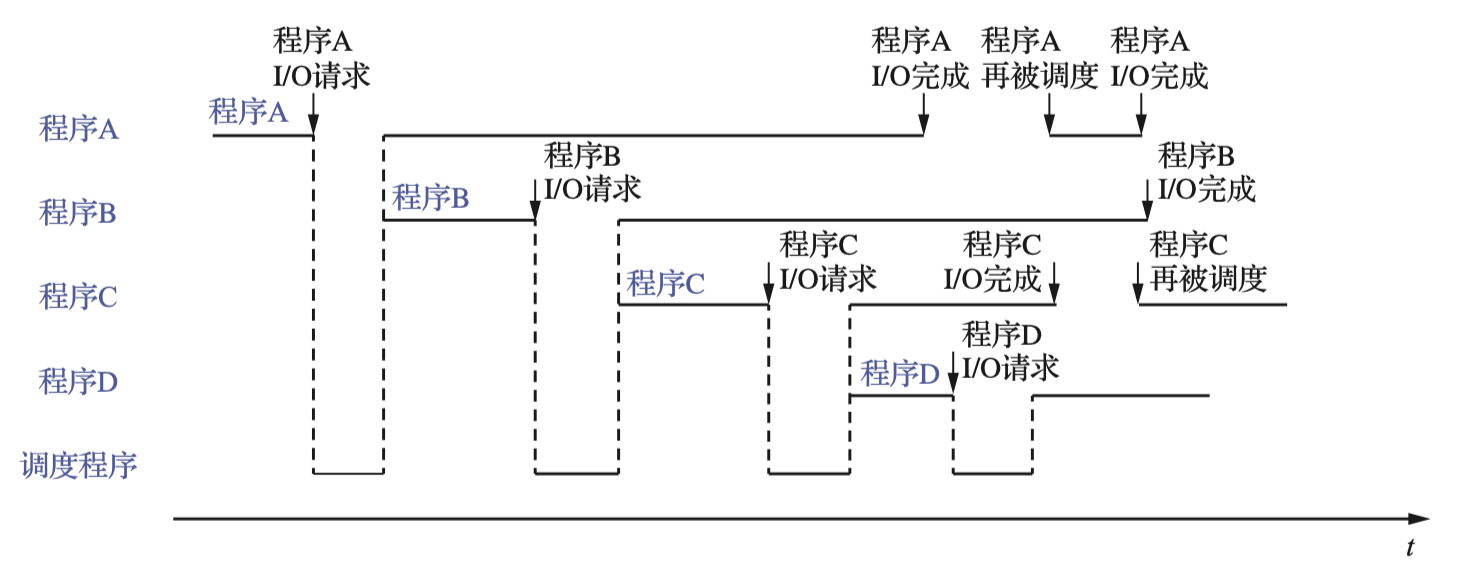 程序A
I/O请求
程序A
I/O完成
程序A
再被调度
程序A
I/O完成
程序A
程序A
程序B
I/O请求
程序B
I/O完成
程序B
程序B
程序C
I/O请求
程序C
I/O完成
程序C
再被调度
程序C
程序C
程序D
I/O请求
程序D
程序D
调度程序
t